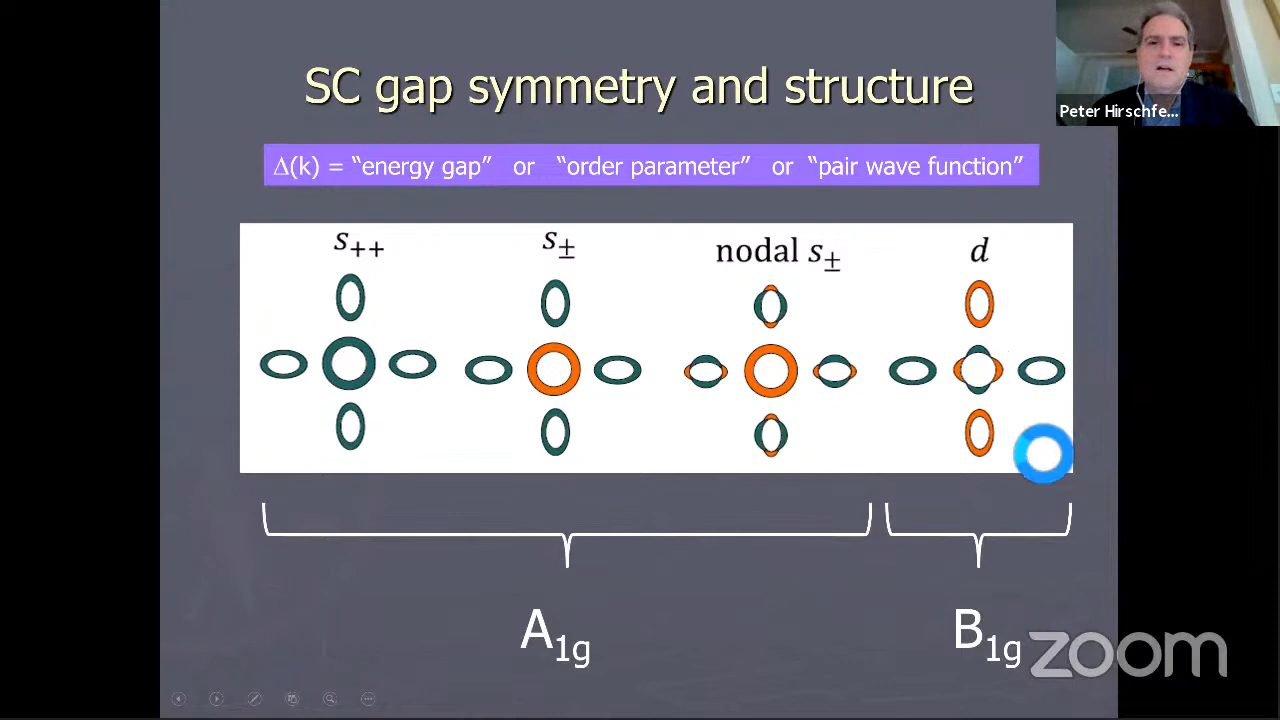 SC gap symmetry and structure
Peter Hirschfe...
Δ(k) = “energy gap” or “order parameter” or “pair wave function”
s₊₊ s± nodal s± d
A₁g B₁g
zoom